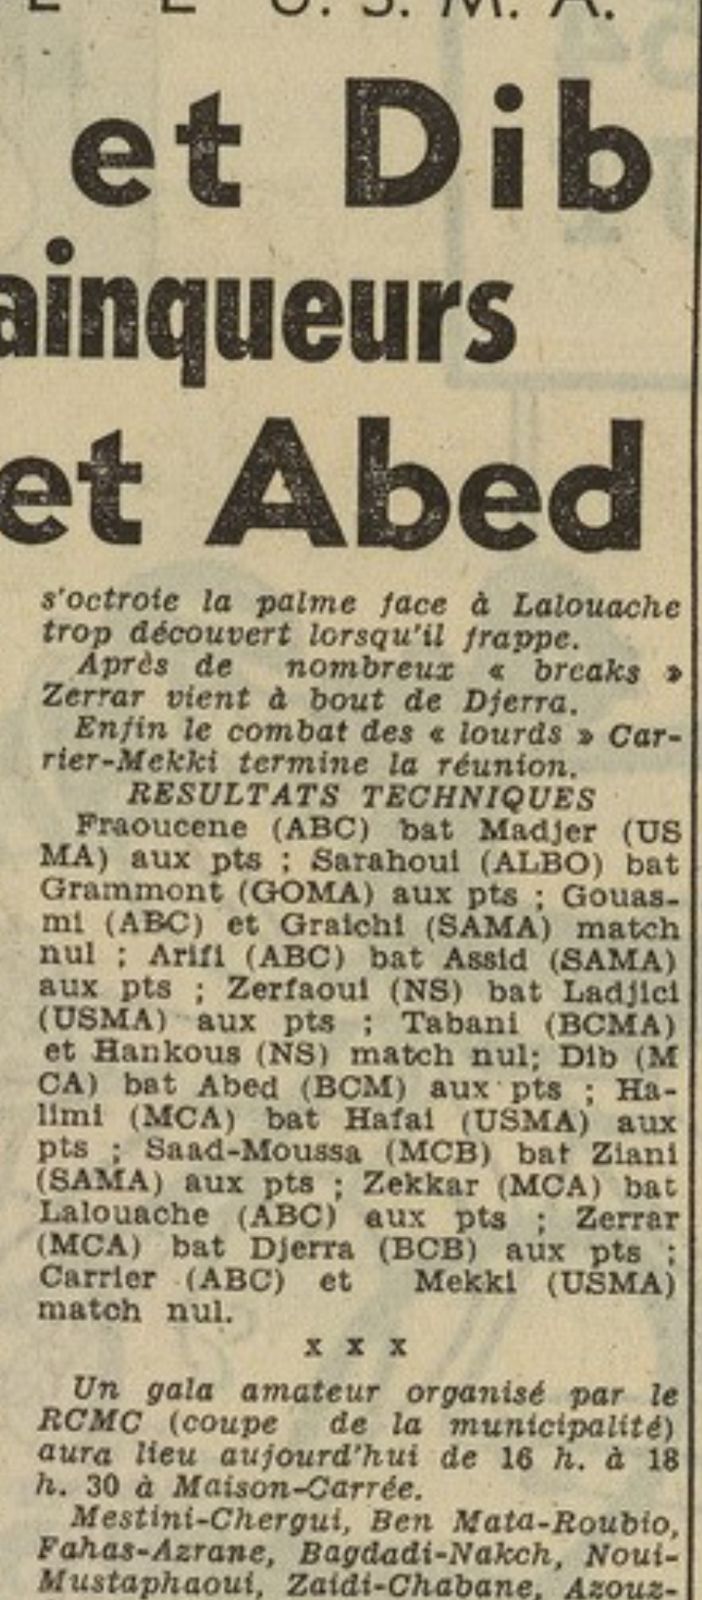 U. S. M. A.
et Dib
ainqueurs
et Abed
s'octroie la palme face à Lalouache
trop découvert lorsqu'il frappe.
Après de nombreux « breaks »
Zerrar vient à bout de Djerra.
Enfin le combat des « lourds » Car-
rier-Mekki termine la réunion.
RESULTATS TECHNIQUES
Fraoucene (ABC) bat Madjer (US
MA) aux pts ; Sarahoui (ALBO) bat
Grammont (GOMA) aux pts ; Gouas-
mi (ABC) et Graichi (SAMA) match
nul ; Arifi (ABC) bat Assid (SAMA)
aux pts ; Zerfaoui (NS) bat Ladjici
(USMA) aux pts ; Tabani (BCMA)
et Hankous (NS) match nul; Dib (M
CA) bat Abed (BCM) aux pts ; Ha-
limi (MCA) bat Hafai (USMA) aux
pts ; Saad-Moussa (MCB) bat Ziani
(SAMA) aux pts ; Zekkar (MCA) bat
Lalouache (ABC) aux pts ; Zerrar
(MCA) bat Djerra (BCB) aux pts ;
Carrier (ABC) et Mekki (USMA)
match nul.
x x x
Un gala amateur organisé par le
RCMC (coupe de la municipalité)
aura lieu aujourd'hui de 16 h. à 18
h. 30 à Maison-Carrée.
Mestini-Chergui, Ben Mata-Roubio,
Fahas-Azrane, Bagdadi-Nakch, Noui-
Mustaphaoui, Zaidi-Chabane, Azouz-